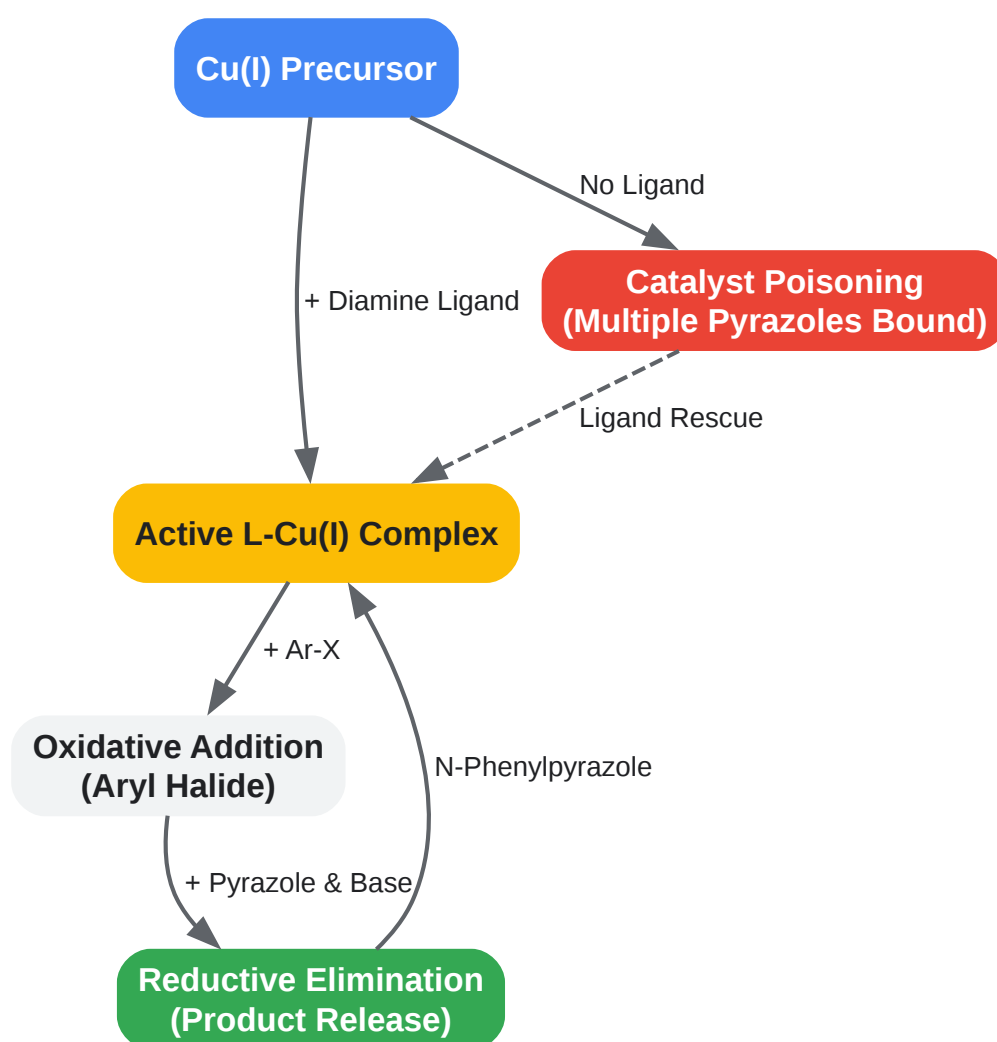 Cu(I) Precursor
No Ligand
Catalyst Poisoning
(Multiple Pyrazoles Bound)
+ Diamine Ligand
Ligand Rescue
Active L-Cu(I) Complex
+ Ar-X
Oxidative Addition
(Aryl Halide)
N-Phenylpyrazole
+ Pyrazole & Base
Reductive Elimination
(Product Release)